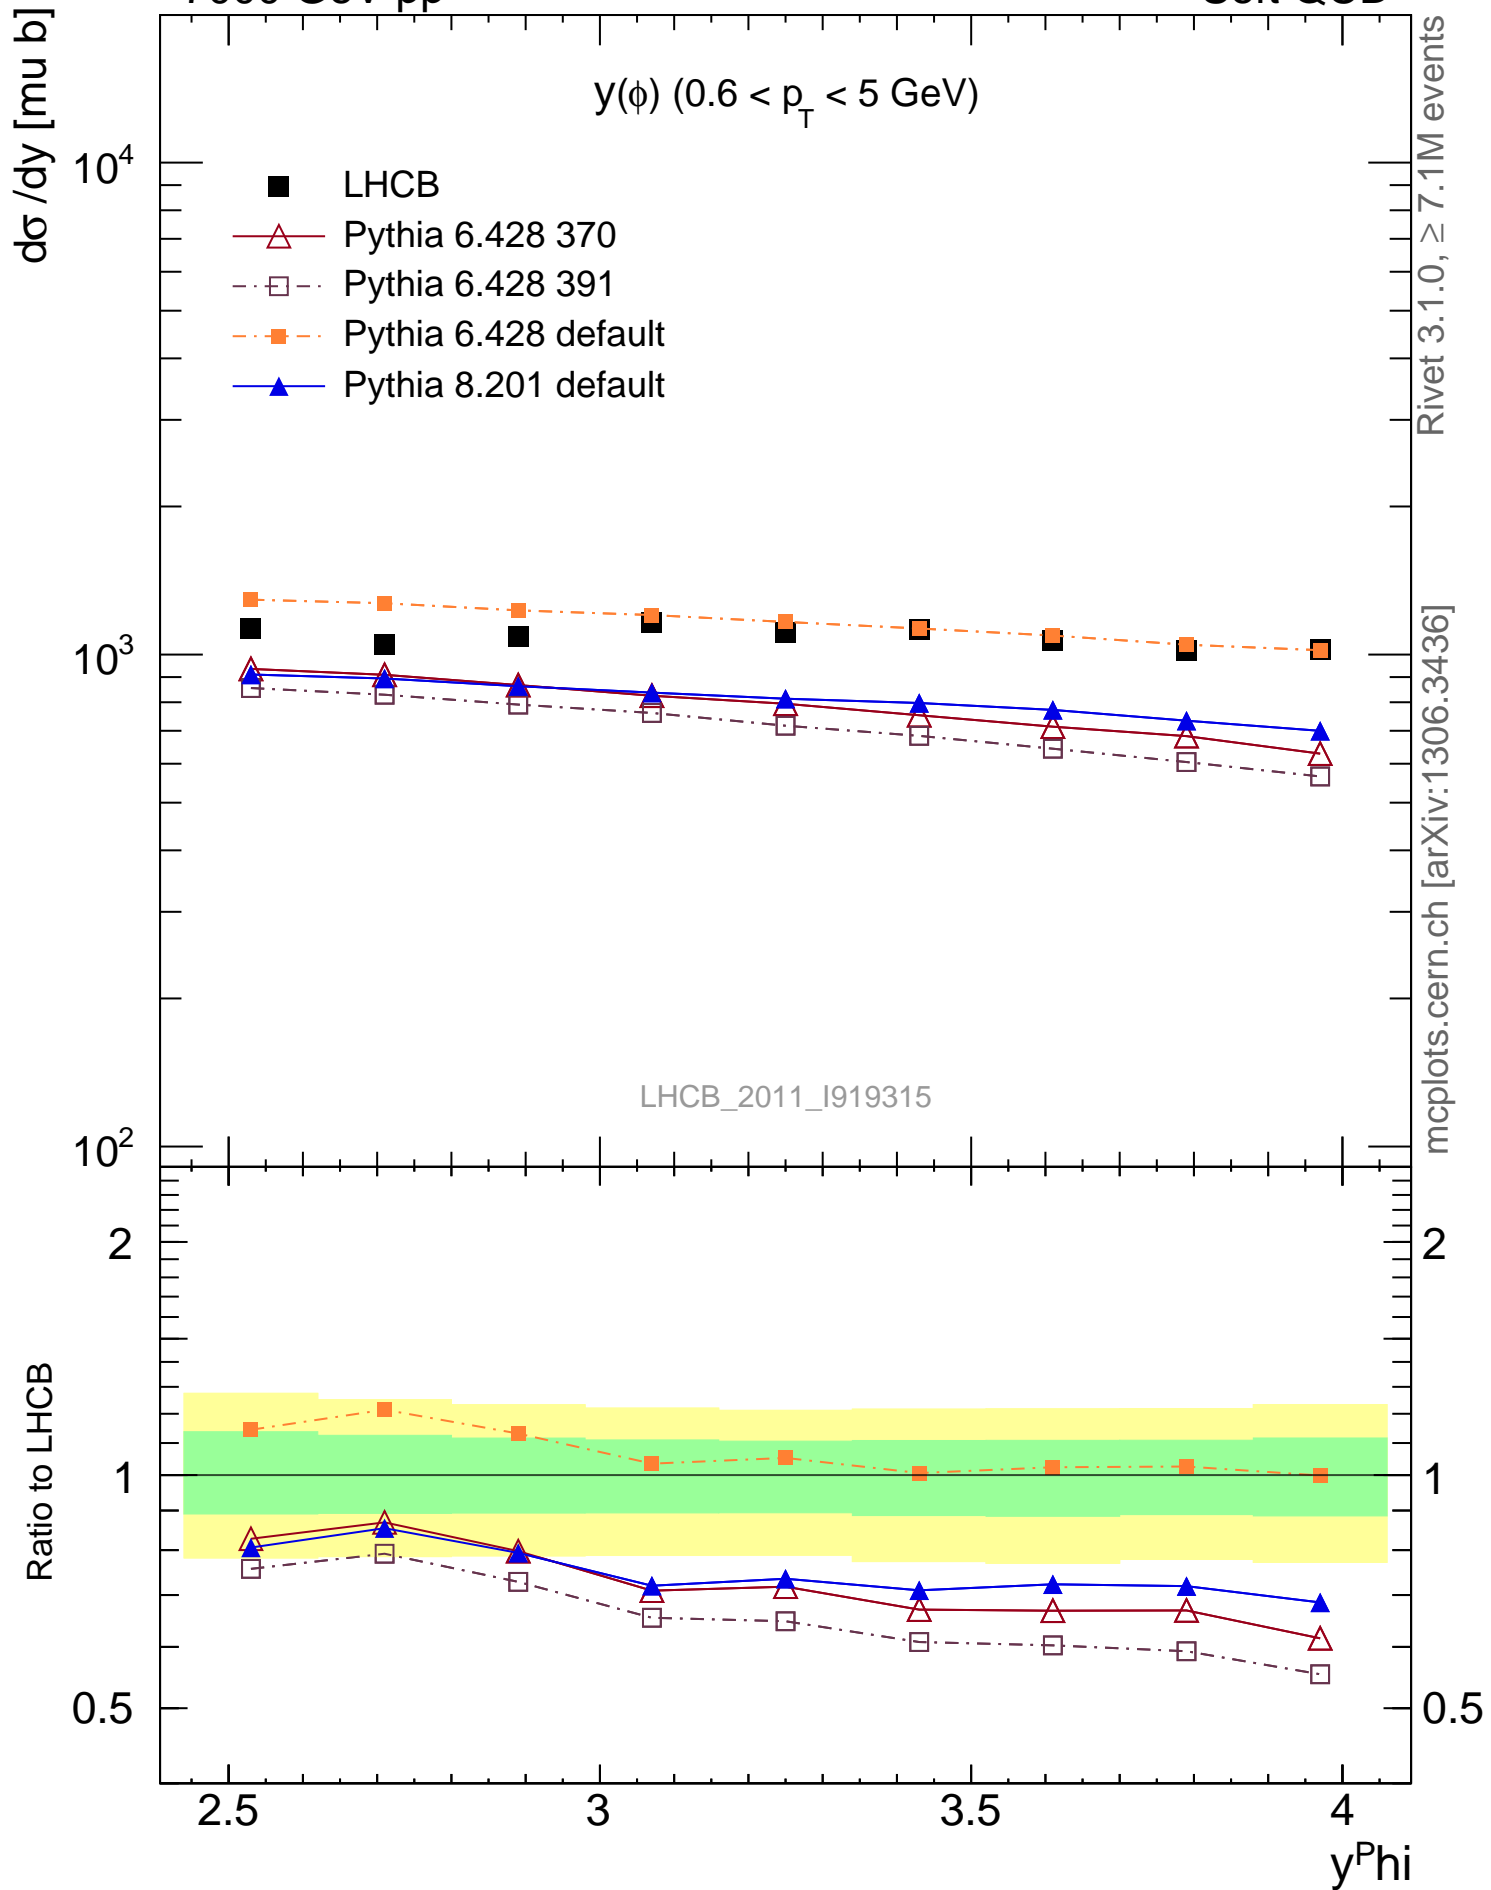 y(ϕ) (0.6 < p_T < 5 GeV)
dσ /dy [mu b]
10^4
10^3
10^2
LHCB
Pythia 6.428 370
Pythia 6.428 391
Pythia 6.428 default
Pythia 8.201 default
LHCB_2011_I919315
Rivet 3.1.0, ≥ 7.1M events
mcplots.cern.ch [arXiv:1306.3436]
Ratio to LHCB
2
1
0.5
2
1
0.5
2.5 3 3.5 4
y^Phi